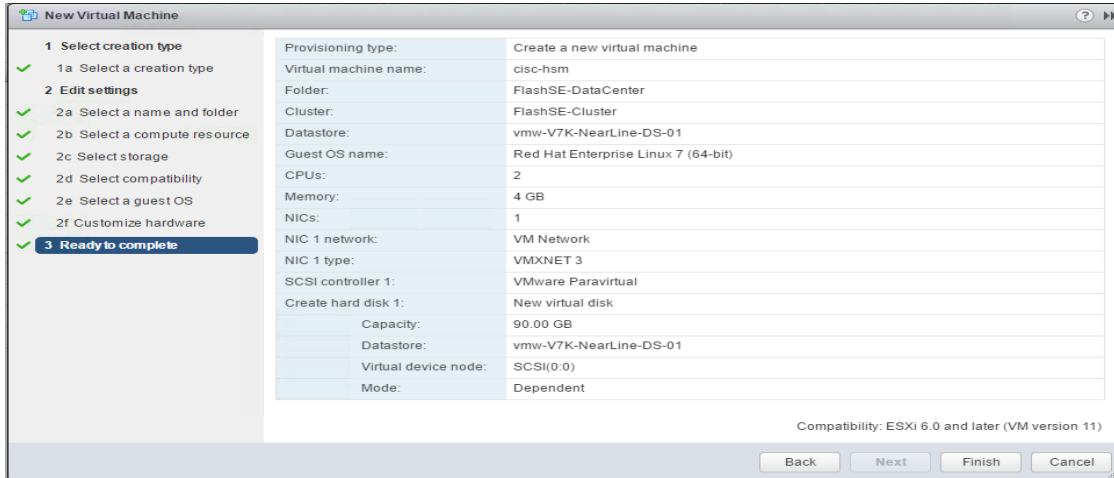 New Virtual Machine
1 Select creation type
1a Select a creation type
2 Edit settings
2a Select a name and folder
2b Select a compute resource
2c Select storage
2d Select compatibility
2e Select a guest OS
2f Customize hardware
3 Ready to complete
Provisioning type: Create a new virtual machine
Virtual machine name: cisc-hsm
Folder: FlashSE-DataCenter
Cluster: FlashSE-Cluster
Datastore: vmw-V7K-NearLine-DS-01
Guest OS name: Red Hat Enterprise Linux 7 (64-bit)
CPUs: 2
Memory: 4 GB
NICs: 1
NIC 1 network: VM Network
NIC 1 type: VMXNET 3
SCSI controller 1: VMware Paravirtual
Create hard disk 1: New virtual disk
Capacity: 90.00 GB
Datastore: vmw-V7K-NearLine-DS-01
Virtual device node: SCSI(0:0)
Mode: Dependent
Compatibility: ESXi 6.0 and later (VM version 11)
Back Next Finish Cancel